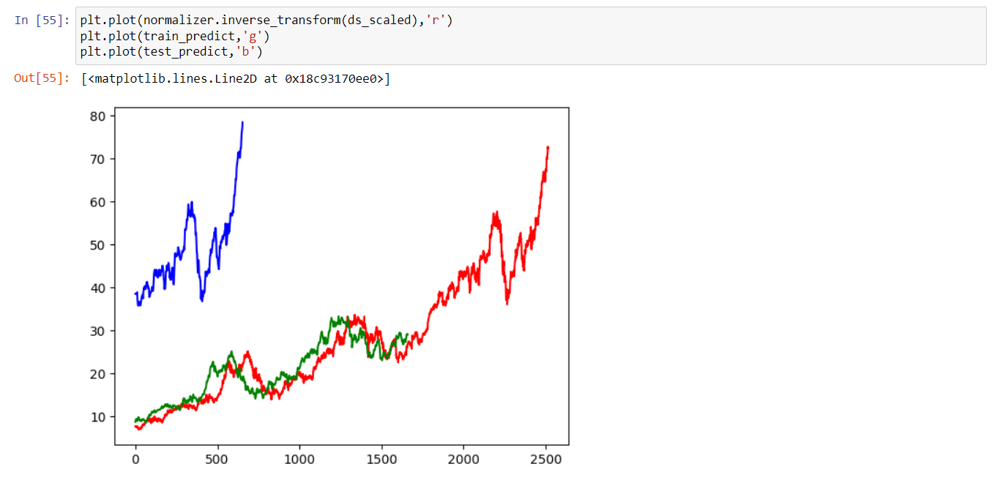 In [55]: plt.plot(normalizer.inverse_transform(ds_scaled),'r')
plt.plot(train_predict,'g')
plt.plot(test_predict,'b')
Out[55]: [<matplotlib.lines.Line2D at 0x18c93170ee0>]
80
70
60
50
40
30
20
10
0 500 1000 1500 2000 2500